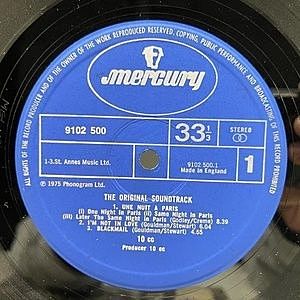 ALL RIGHTS OF THE RECORD PRODUCER AND OF THE OWNER OF THE WORK REPRODUCED RESERVED. COPYING, PUBLIC PERFORMANCE AND BROADCASTING OF THIS RECORD PROHIBITED
mercury
9102 500
33 1/3
STEREO
1-3.St. Annes Music Ltd.
9102 500.1
Made in England
1
℗ 1975 Phonogram Ltd.
THE ORIGINAL SOUNDTRACK
1. UNE NUIT A PARIS
(i) One Night in Paris (ii) Same Night in Paris
(iii) Later The Same Night in Paris (Godley/Creme) 8.39
2. I'M NOT IN LOVE (Gouldman/Stewart) 6.04
3. BLACKMAIL (Gouldman/Stewart) 4.55
10 cc
Producer 10 cc